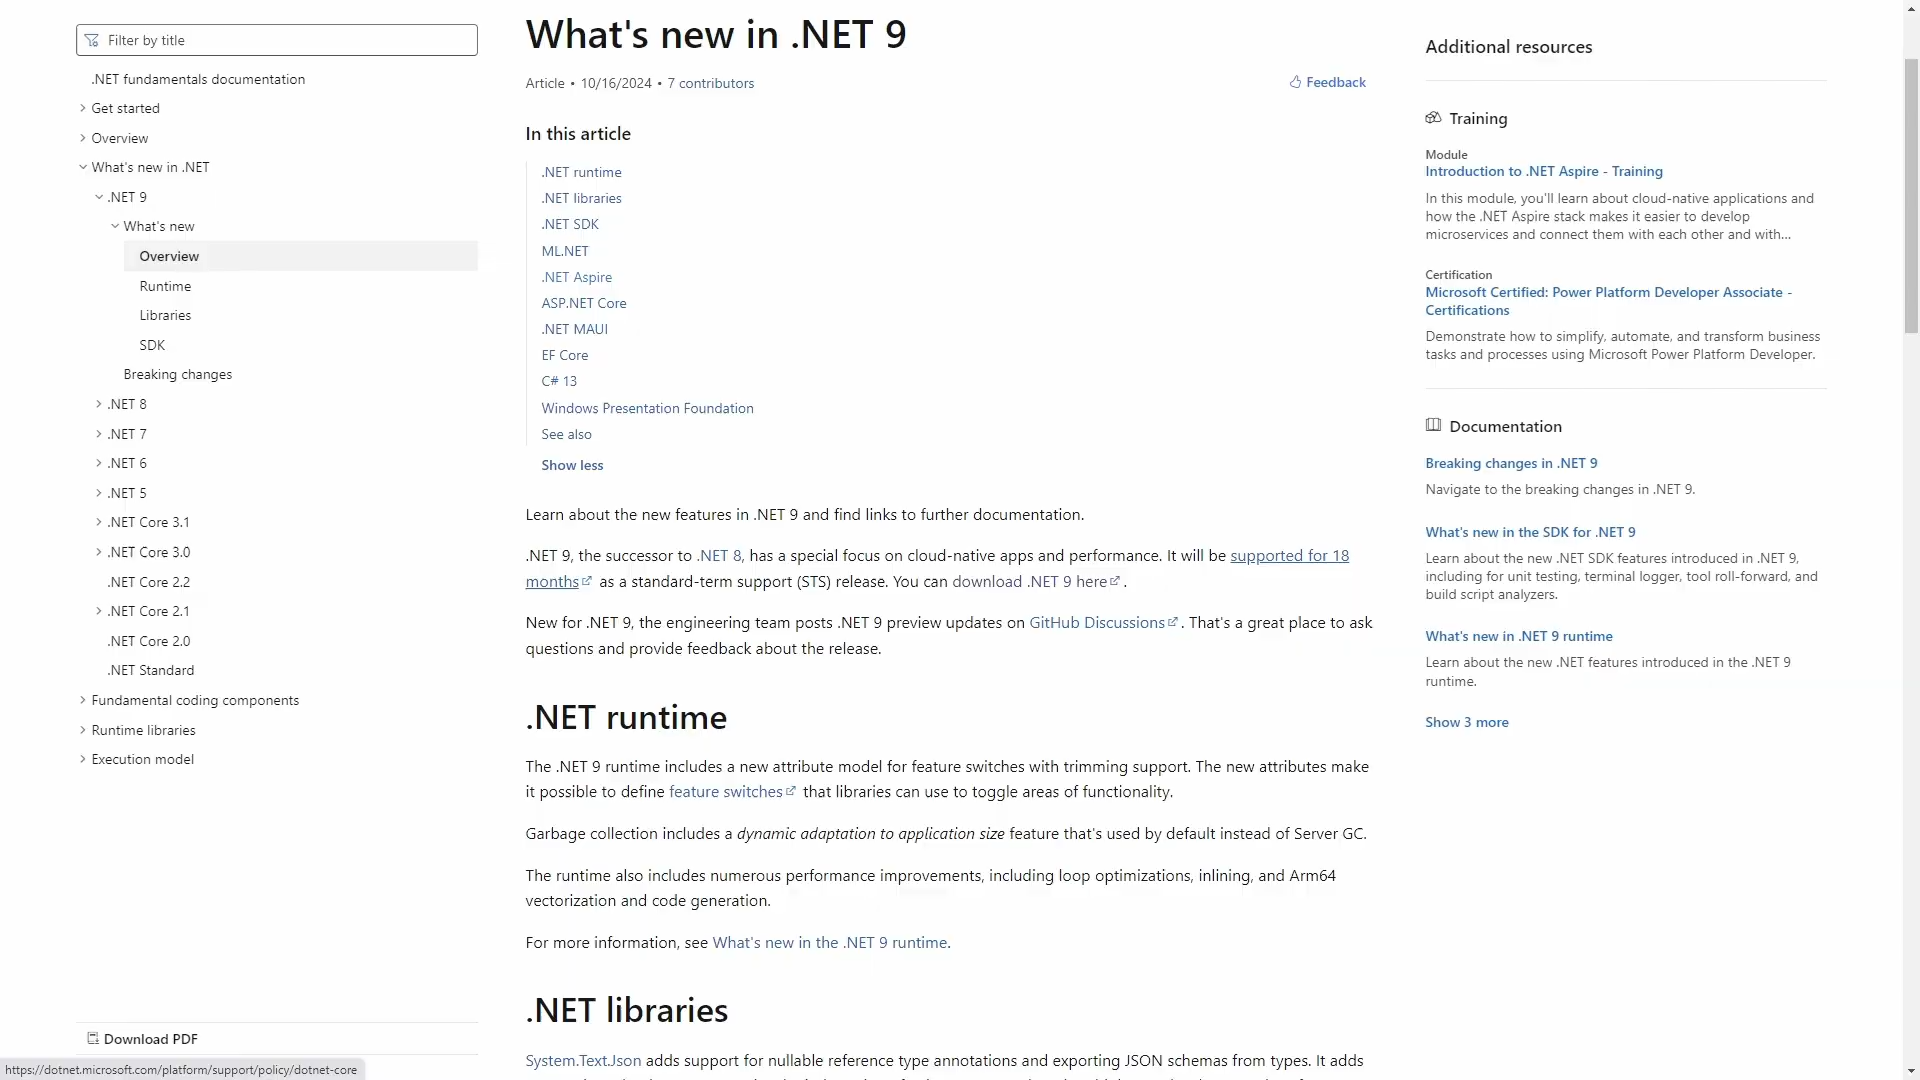 Filter by title
.NET fundamentals documentation
Get started
Overview
What's new in .NET
.NET 9
What's new
Overview
Runtime
Libraries
SDK
Breaking changes
.NET 8
.NET 7
.NET 6
.NET 5
.NET Core 3.1
.NET Core 3.0
.NET Core 2.2
.NET Core 2.1
.NET Core 2.0
.NET Standard
Fundamental coding components
Runtime libraries
Execution model
Download PDF
https://dotnet.microsoft.com/platform/support/policy/dotnet-core
What's new in .NET 9
Article • 10/16/2024 • 7 contributors
Feedback
In this article
.NET runtime
.NET libraries
.NET SDK
ML.NET
.NET Aspire
ASP.NET Core
.NET MAUI
EF Core
C# 13
Windows Presentation Foundation
See also
Show less
Learn about the new features in .NET 9 and find links to further documentation.
.NET 9, the successor to .NET 8, has a special focus on cloud-native apps and performance. It will be supported for 18
months as a standard-term support (STS) release. You can download .NET 9 here.
New for .NET 9, the engineering team posts .NET 9 preview updates on GitHub Discussions. That's a great place to ask
questions and provide feedback about the release.
.NET runtime
The .NET 9 runtime includes a new attribute model for feature switches with trimming support. The new attributes make
it possible to define feature switches that libraries can use to toggle areas of functionality.
Garbage collection includes a dynamic adaptation to application size feature that's used by default instead of Server GC.
The runtime also includes numerous performance improvements, including loop optimizations, inlining, and Arm64
vectorization and code generation.
For more information, see What's new in the .NET 9 runtime.
.NET libraries
System.Text.Json adds support for nullable reference type annotations and exporting JSON schemas from types. It adds
Additional resources
Training
Module
Introduction to .NET Aspire - Training
In this module, you'll learn about cloud-native applications and
how the .NET Aspire stack makes it easier to develop
microservices and connect them with each other and with...
Certification
Microsoft Certified: Power Platform Developer Associate -
Certifications
Demonstrate how to simplify, automate, and transform business
tasks and processes using Microsoft Power Platform Developer.
Documentation
Breaking changes in .NET 9
Navigate to the breaking changes in .NET 9.
What's new in the SDK for .NET 9
Learn about the new .NET SDK features introduced in .NET 9,
including for unit testing, terminal logger, tool roll-forward, and
build script analyzers.
What's new in .NET 9 runtime
Learn about the new .NET features introduced in the .NET 9
runtime.
Show 3 more